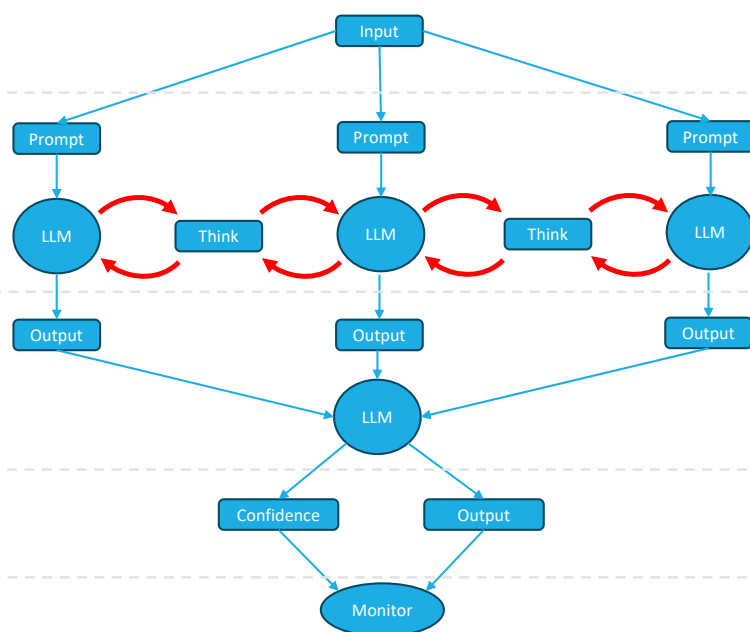 Input
Prompt
Prompt
Prompt
LLM
Think
LLM
Think
LLM
Output
Output
Output
LLM
Confidence
Output
Monitor